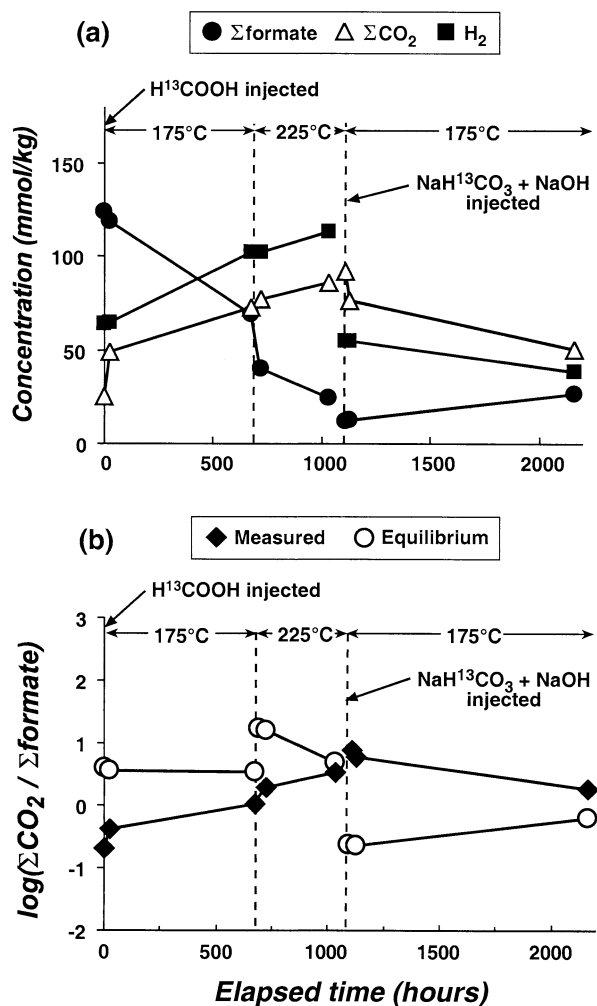 (a)
Σformate ΣCO₂ H₂
H¹³COOH injected
175°C 225°C 175°C
NaH¹³CO₃ + NaOH
injected
Concentration (mmol/kg)
150
100
50
0
0 500 1000 1500 2000
(b)
Measured Equilibrium
H¹³COOH injected
175°C 225°C 175°C
NaH¹³CO₃ + NaOH
injected
log(ΣCO₂ / Σformate)
3
2
1
0
-1
-2
0 500 1000 1500 2000
Elapsed time (hours)